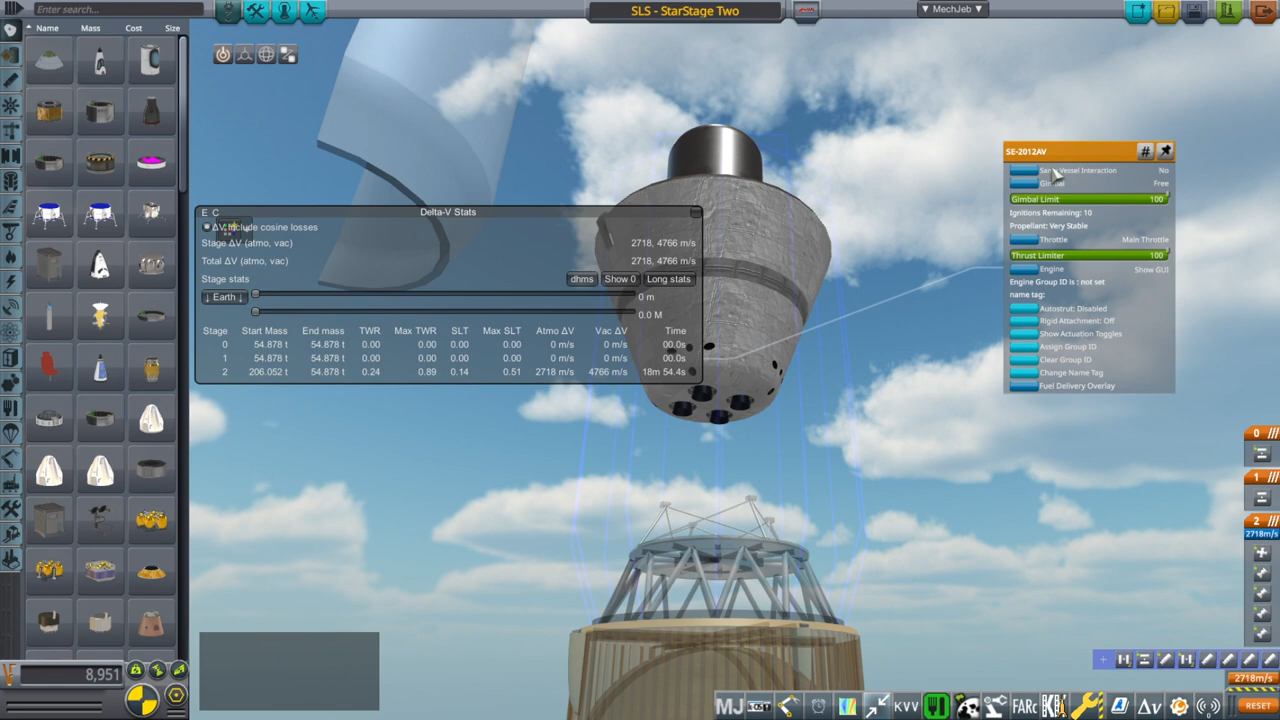 Search...
SLS - StarStage Two
▼ MechJeb ▼
Name Mass Cost Size
E C Delta-V Stats
ΔV include cosine losses
Stage ΔV (atmo, vac) 2718, 4766 m/s
Total ΔV (atmo, vac) 2718, 4766 m/s
Stage stats dhms Show 0 Long stats
↓ Earth ↓ 0 m
0.0 M
Stage Start Mass End mass TWR Max TWR SLT Max SLT Atmo ΔV Vac ΔV Time
0 54.878 t 54.878 t 0.00 0.00 0.00 0.00 0 m/s 0 m/s 00.0s
1 54.878 t 54.878 t 0.00 0.00 0.00 0.00 0 m/s 0 m/s 00.0s
2 206.052 t 54.878 t 0.24 0.89 0.14 0.51 2718 m/s 4766 m/s 18m 54.4s
SE-2012AV #
Vessel Interaction No
Free
Gimbal Limit 100
Ignitions Remaining: 10
Propellant: Very Stable
Throttle Main Throttle
Thrust Limiter 100
Engine Show GUI
Engine Group ID is : not set
name tag:
Autostrut: Disabled
Rigid Attachment: Off
Show Actuation Toggles
Assign Group ID
Clear Group ID
Change Name Tag
Fuel Delivery Overlay
0
1
2
2718m/s
8,951
2718m/s
MJ KVV FARc Δv RESET